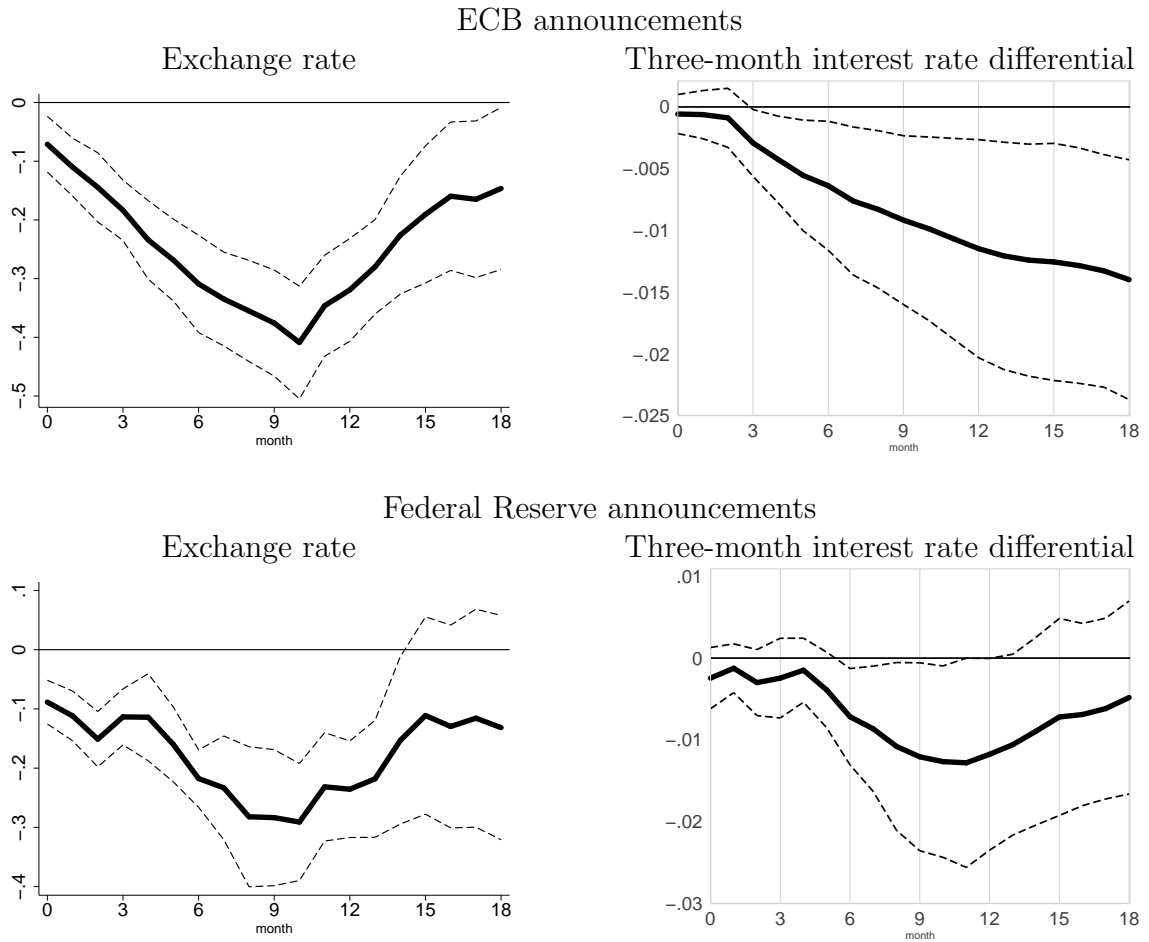 ECB announcements
Exchange rate
0
−.1
−.2
−.3
−.4
−.5
0 3 6 9 12 15 18
month
Three-month interest rate differential
0
−.005
−.01
−.015
−.02
−.025
0 3 6 9 12 15 18
month
Federal Reserve announcements
Exchange rate
.1
0
−.1
−.2
−.3
−.4
0 3 6 9 12 15 18
month
Three-month interest rate differential
.01
0
−.01
−.02
−.03
0 3 6 9 12 15 18
month